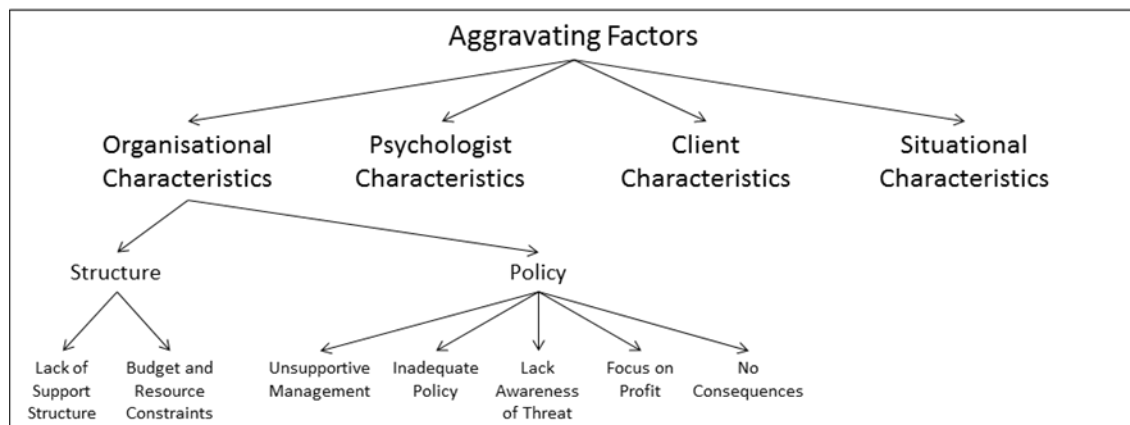 Aggravating Factors
Organisational
Characteristics
Psychologist
Characteristics
Client
Characteristics
Situational
Characteristics
Structure
Policy
Lack of
Support
Structure
Budget and
Resource
Constraints
Unsupportive
Management
Inadequate
Policy
Lack
Awareness
of Threat
Focus on
Profit
No
Consequences